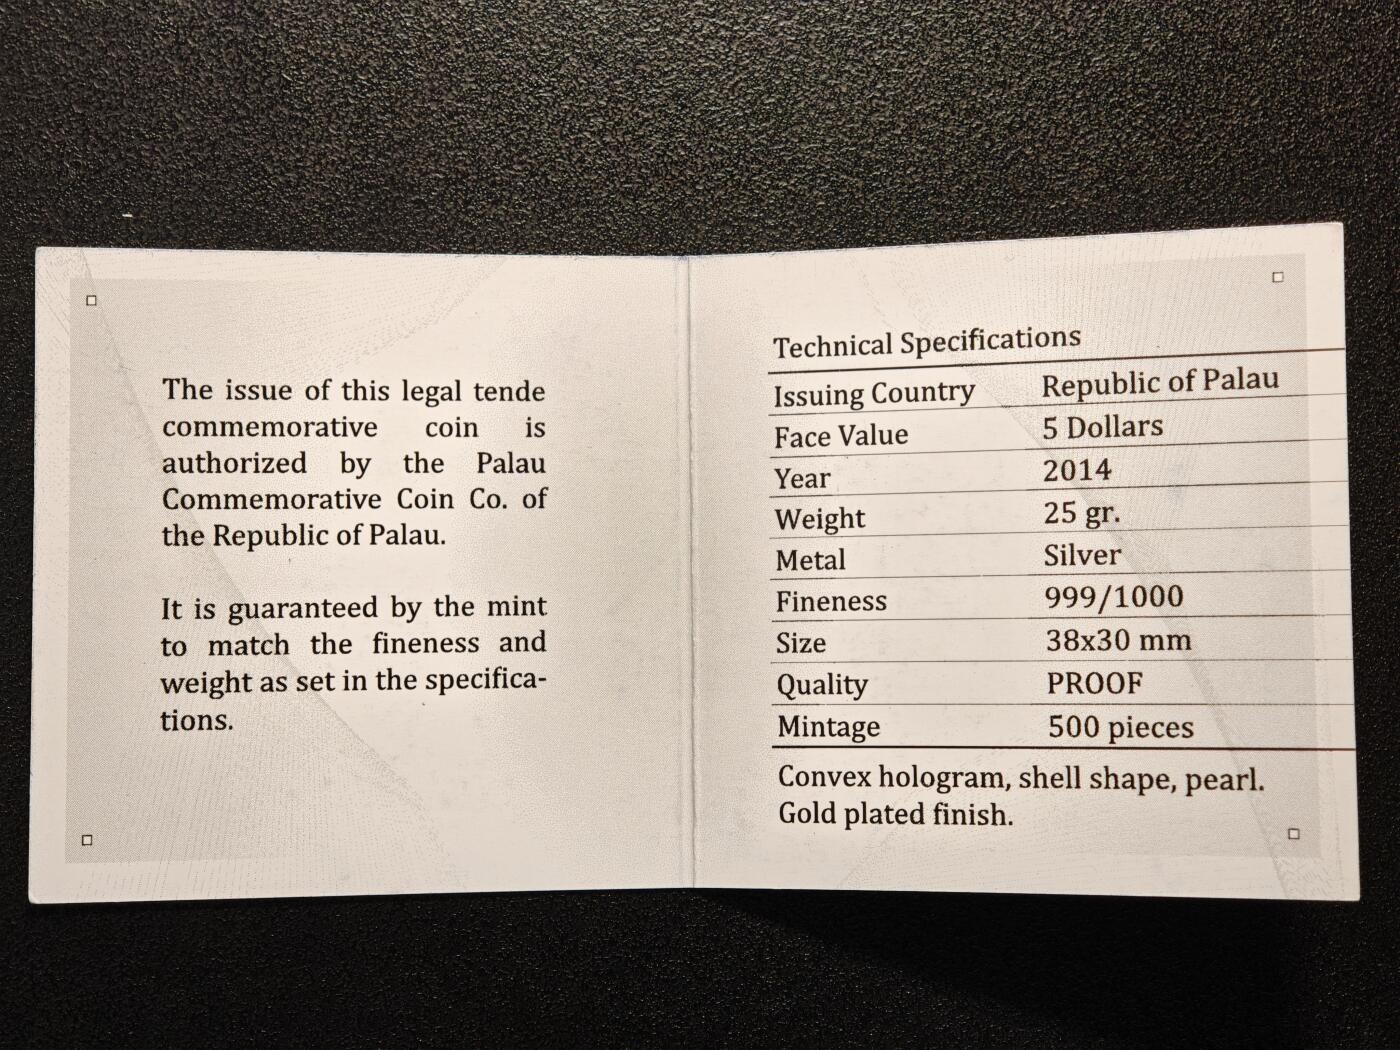 The issue of this legal tende
commemorative coin is
authorized by the Palau
Commemorative Coin Co. of
the Republic of Palau.
It is guaranteed by the mint
to match the fineness and
weight as set in the specifica-
tions.
Technical Specifications
Issuing Country Republic of Palau
Face Value 5 Dollars
Year 2014
Weight 25 gr.
Metal Silver
Fineness 999/1000
Size 38x30 mm
Quality PROOF
Mintage 500 pieces
Convex hologram, shell shape, pearl.
Gold plated finish.